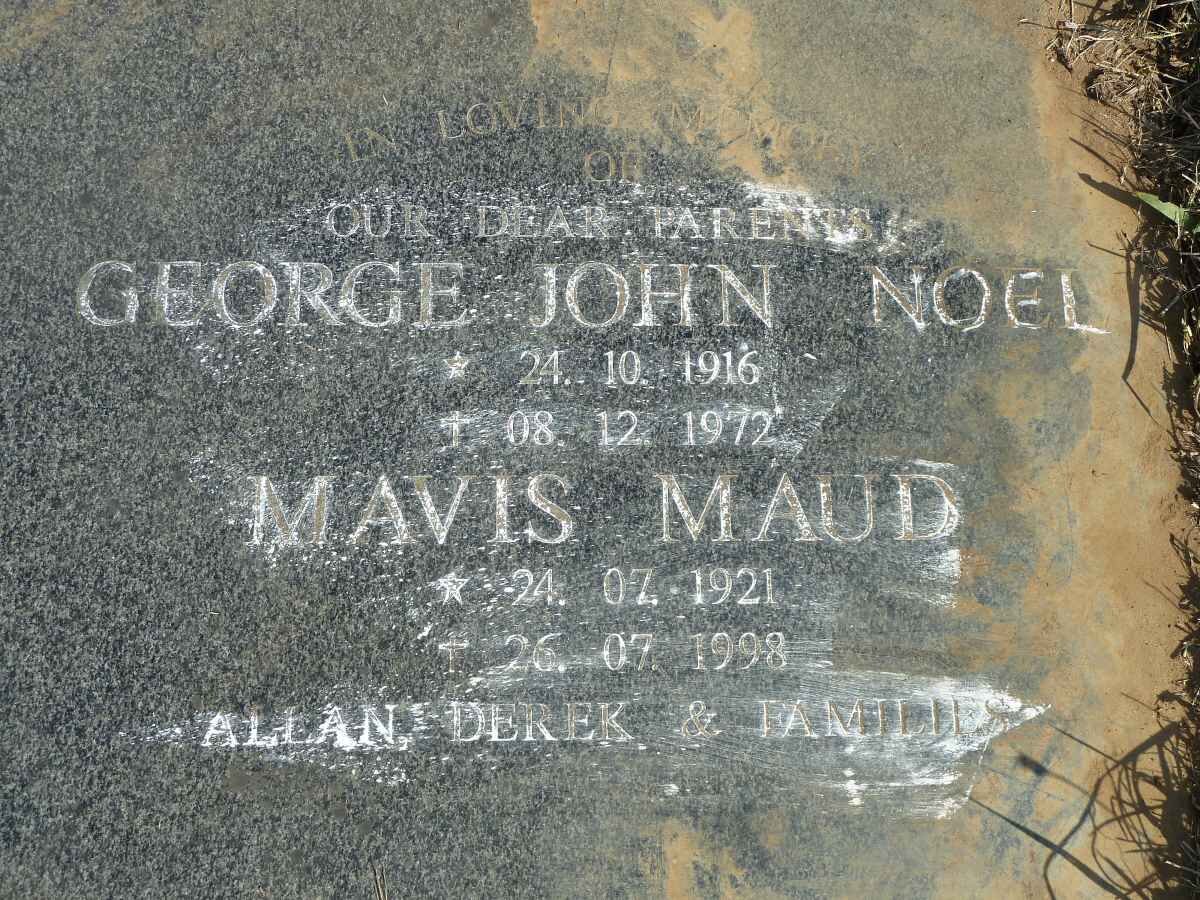 IN LOVING MEMORY
OF
OUR DEAR PARENTS
GEORGE JOHN NOEL
☆ 24. 10. 1916
† 08. 12. 1972
MAVIS MAUD
☆ 24. 07. 1921
† 26. 07. 1998
ALLAN, DEREK & FAMILIES